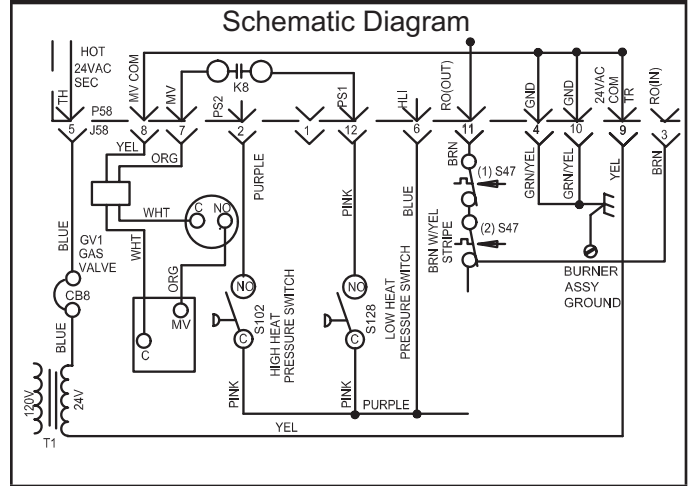 Schematic Diagram
HOT
24VAC
SEC
TH
MV COM
MV
K8
PS2
PS1
HLI
RO(OUT)
GND
GND
24VAC
COM
TR
RO(IN)
P58
J58
5
8
7
2
1
12
6
11
4
10
9
3
YEL
ORG
PURPLE
PINK
BLUE
BRN
GRN/YEL
GRN/YEL
YEL
BRN
(1) S47
(2) S47
BRN W/YEL
STRIPE
WHT
C
NO
BLUE
GV1
GAS
VALVE
WHT
ORG
CB8
BLUE
C
MV
NO
C
S102
HIGH HEAT
PRESSURE SWITCH
NO
C
S128
LOW HEAT
PRESSURE SWITCH
BURNER
ASSY
GROUND
PINK
PINK
PURPLE
120V
24V
T1
YEL